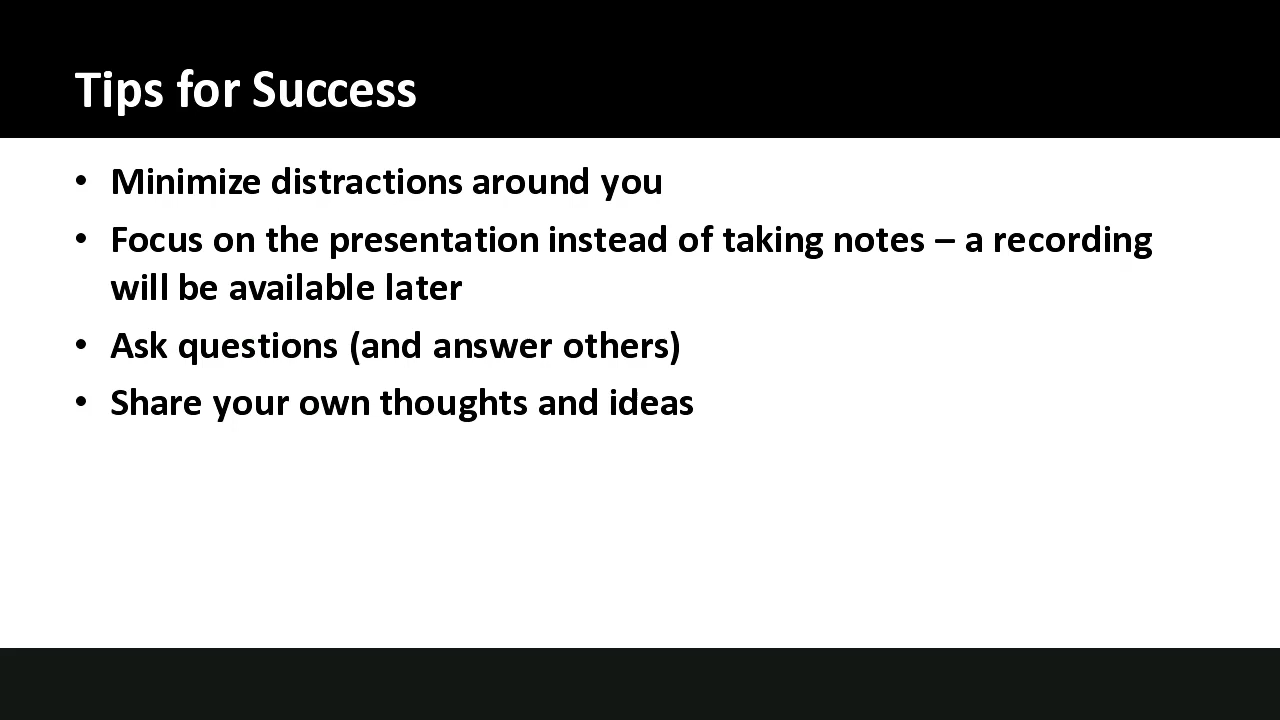 Tips for Success
• Minimize distractions around you
• Focus on the presentation instead of taking notes – a recording
will be available later
• Ask questions (and answer others)
• Share your own thoughts and ideas